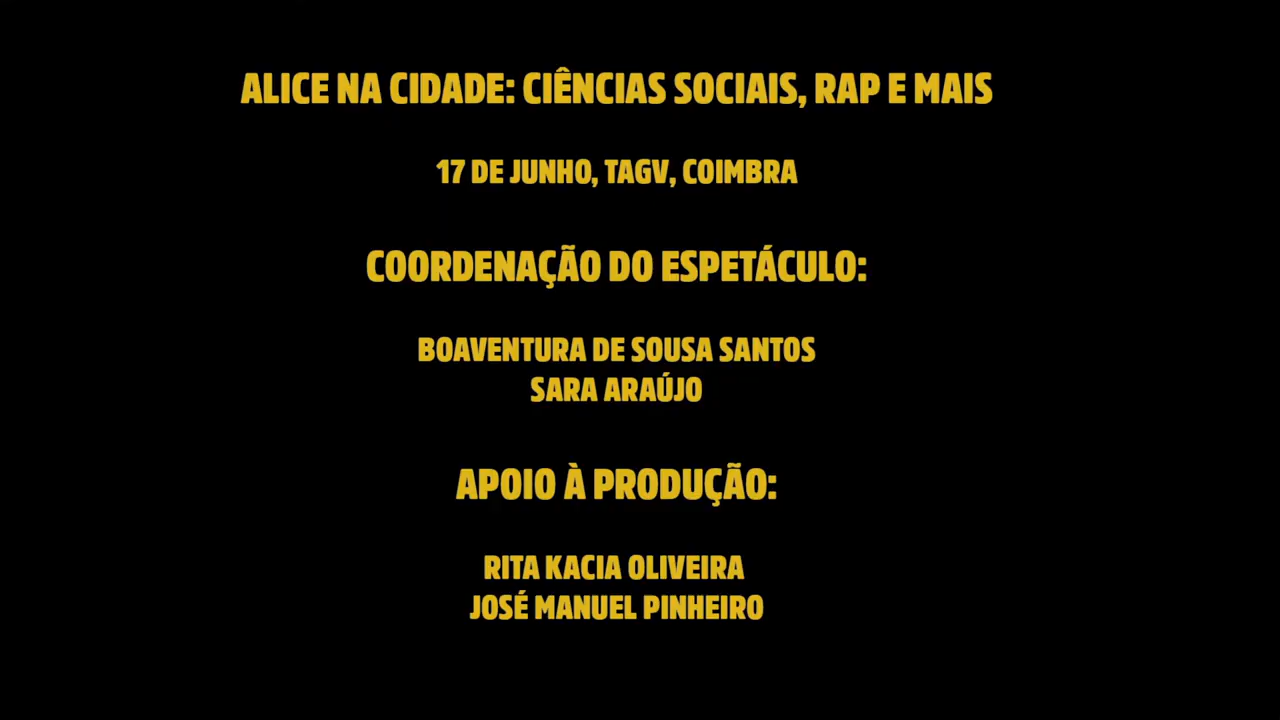 ALICE NA CIDADE: CIÊNCIAS SOCIAIS, RAP E MAIS
17 DE JUNHO, TAGV, COIMBRA
COORDENAÇÃO DO ESPETÁCULO:
BOAVENTURA DE SOUSA SANTOS
SARA ARAÚJO
APOIO À PRODUÇÃO:
RITA KACIA OLIVEIRA
JOSÉ MANUEL PINHEIRO